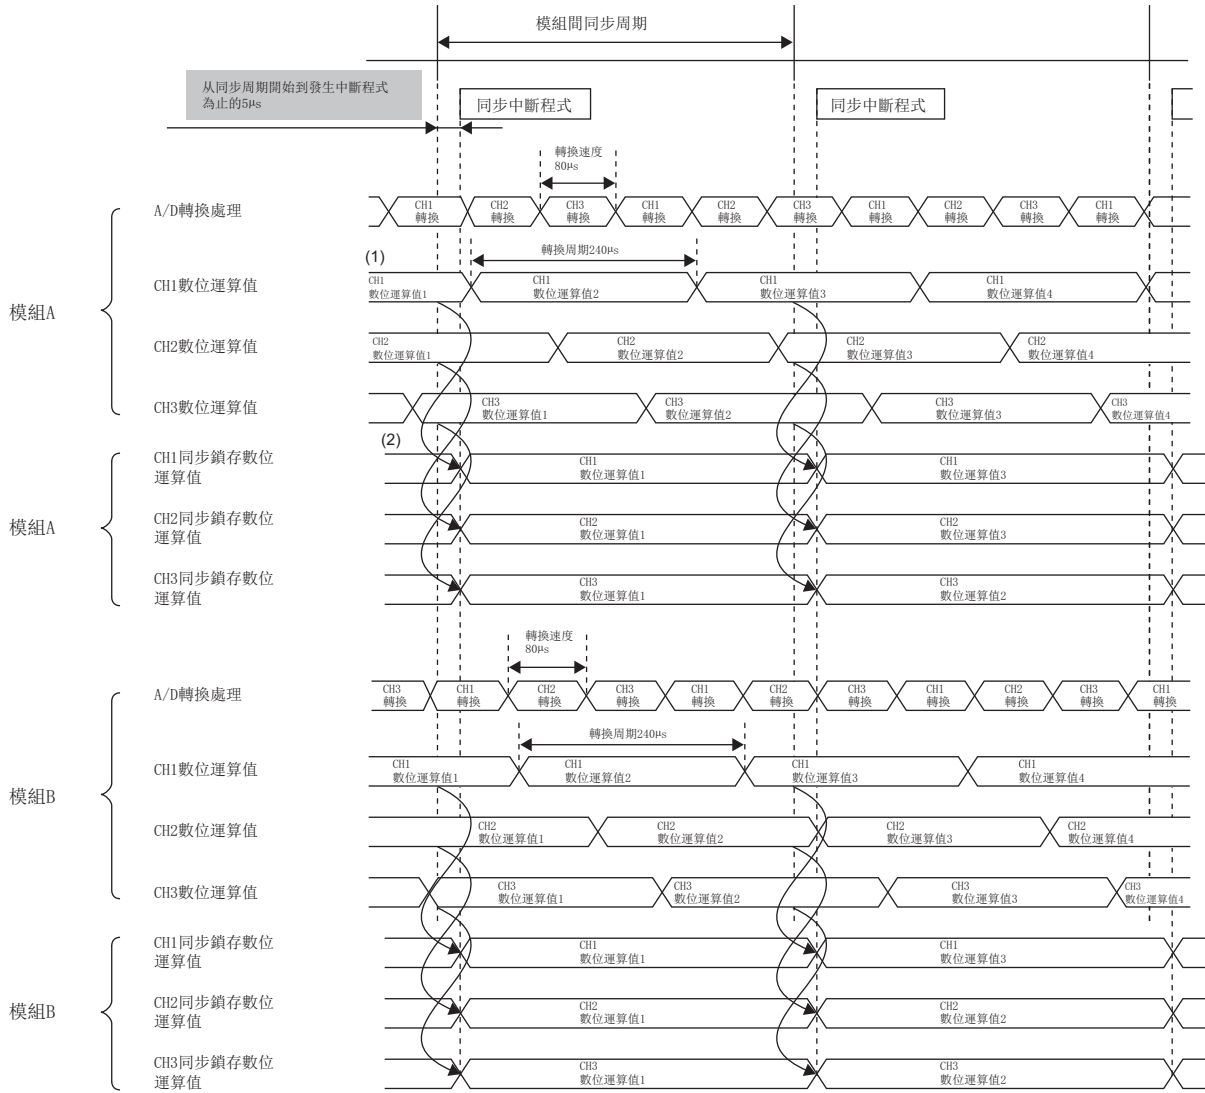 模組間同步周期
从同步周期開始到發生中斷程式
為止的5μs
同步中斷程式
同步中斷程式
轉換速度
80μs
A/D轉換處理
CH1 轉換
CH2 轉換
CH3 轉換
CH1 轉換
CH2 轉換
CH3 轉換
CH1 轉換
CH2 轉換
CH3 轉換
CH1 轉換
轉換周期240μs
(1)
模組A
CH1數位運算值
CH1
數位運算值1
CH1
數位運算值2
CH1
數位運算值3
CH1
數位運算值4
CH2數位運算值
CH2
數位運算值1
CH2
數位運算值2
CH2
數位運算值3
CH2
數位運算值4
CH3數位運算值
CH3
數位運算值1
CH3
數位運算值2
CH3
數位運算值3
CH3
數位運算值4
(2)
模組A
CH1同步鎖存數位
運算值
CH1
數位運算值1
CH1
數位運算值3
CH2同步鎖存數位
運算值
CH2
數位運算值1
CH2
數位運算值3
CH3同步鎖存數位
運算值
CH3
數位運算值1
CH3
數位運算值2
轉換速度
80μs
A/D轉換處理
CH3 轉換
CH1 轉換
CH2 轉換
CH3 轉換
CH1 轉換
CH2 轉換
CH3 轉換
CH1 轉換
CH2 轉換
CH3 轉換
CH1 轉換
轉換周期240μs
模組B
CH1數位運算值
CH1
數位運算值1
CH1
數位運算值2
CH1
數位運算值3
CH1
數位運算值4
CH2數位運算值
CH2
數位運算值1
CH2
數位運算值2
CH2
數位運算值3
CH2
數位運算值4
CH3數位運算值
CH3
數位運算值1
CH3
數位運算值2
CH3
數位運算值3
CH3
數位運算值4
模組B
CH1同步鎖存數位
運算值
CH1
數位運算值1
CH1
數位運算值3
CH2同步鎖存數位
運算值
CH2
數位運算值1
CH2
數位運算值2
CH3同步鎖存數位
運算值
CH3
數位運算值1
CH3
數位運算值2